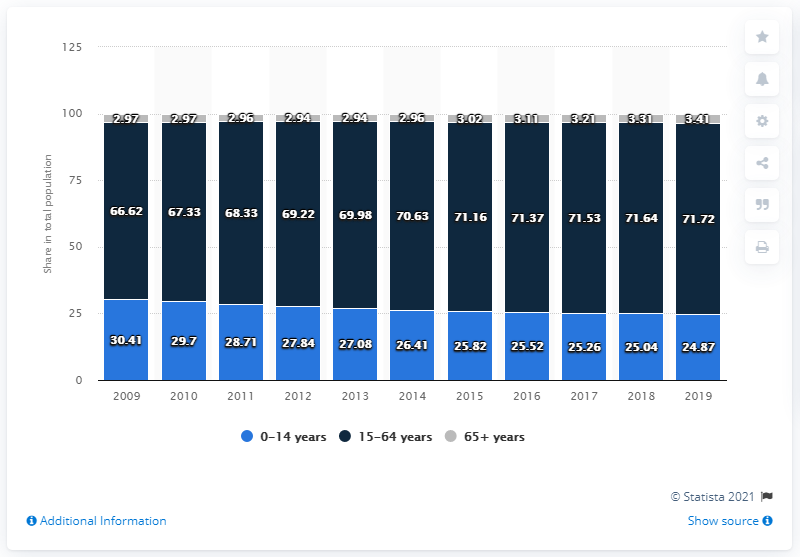 125
100
75
50
25
0
Share in total population
2.97 2.97 2.96 2.94 2.94 2.96 3.02 3.11 3.21 3.31 3.41
66.62 67.33 68.33 69.22 69.98 70.63 71.16 71.37 71.53 71.64 71.72
30.41 29.7 28.71 27.84 27.08 26.41 25.82 25.52 25.26 25.04 24.87
2009 2010 2011 2012 2013 2014 2015 2016 2017 2018 2019
0-14 years 15-64 years 65+ years
© Statista 2021
Additional Information
Show source